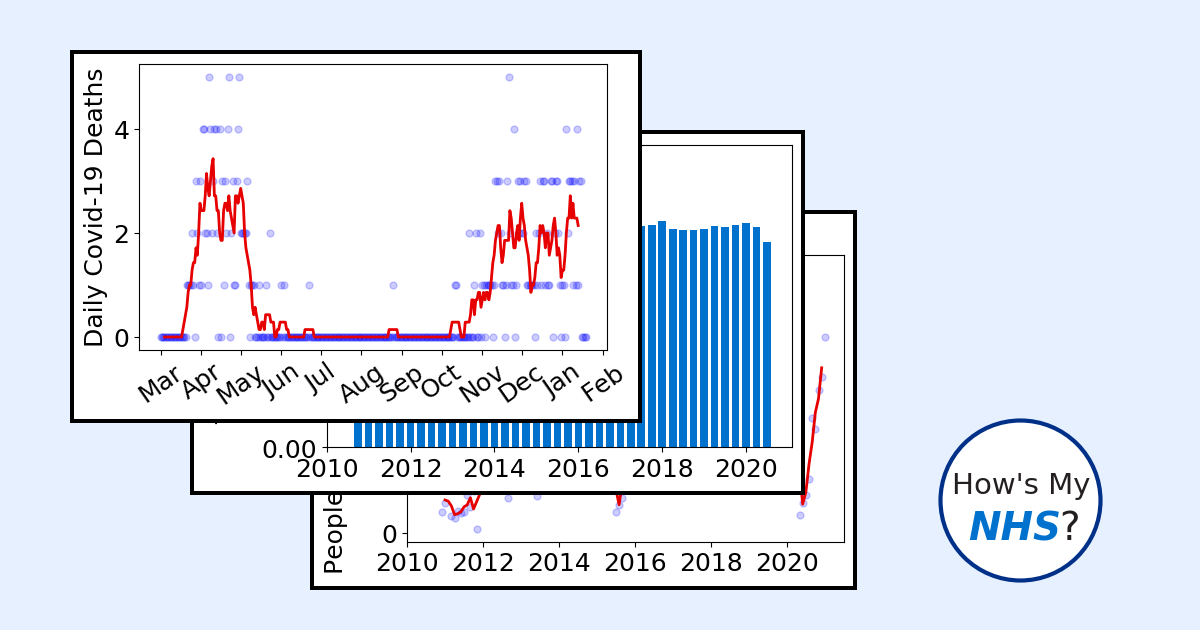 Daily Covid-19 Deaths
4
2
0
Mar Apr May Jun Jul Aug Sep Oct Nov Dec Jan Feb
0.00
2010 2012 2014 2016 2018 2020
People
0
2010 2012 2014 2016 2018 2020
How's My
NHS?